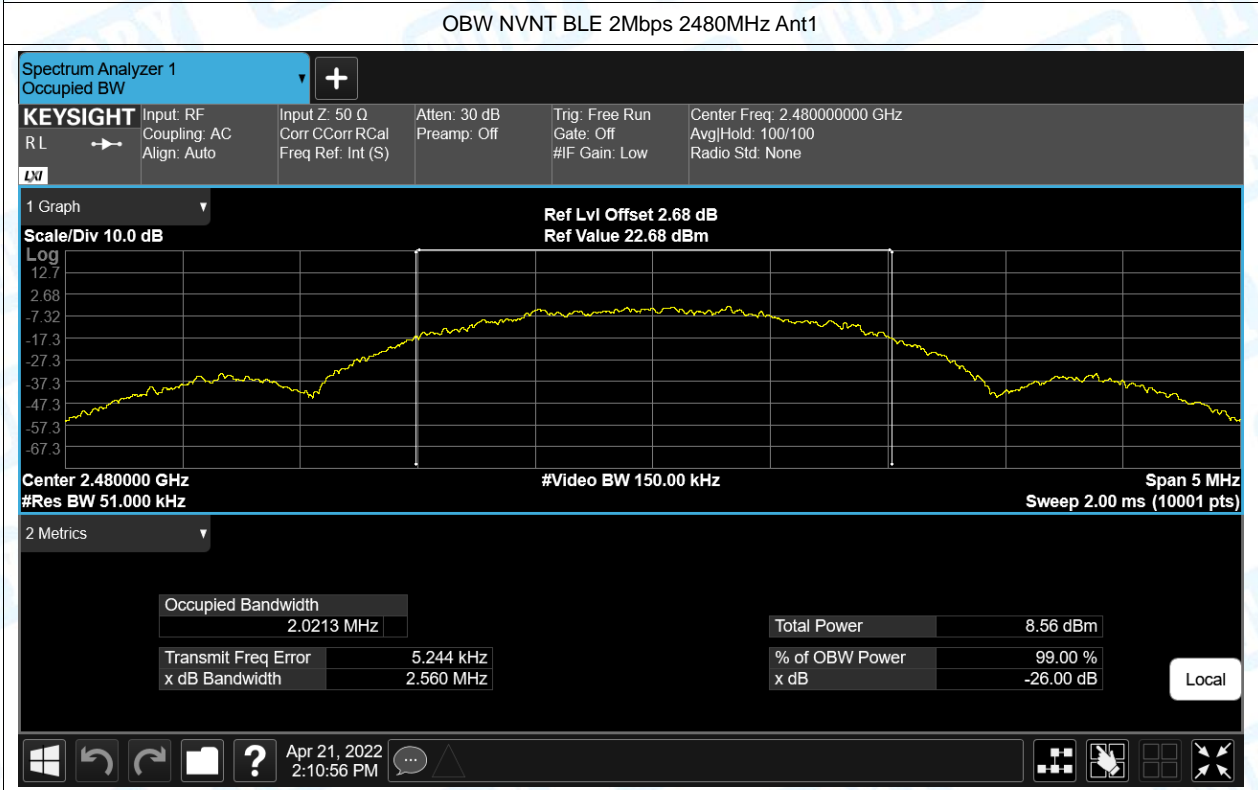 OBW NVNT BLE 2Mbps 2480MHz Ant1
Spectrum Analyzer 1
Occupied BW
KEYSIGHT
R L
LXI
Input: RF
Coupling: AC
Align: Auto
Input Z: 50 Ω
Corr CCorr RCal
Freq Ref: Int (S)
Atten: 30 dB
Preamp: Off
Trig: Free Run
Gate: Off
#IF Gain: Low
Center Freq: 2.480000000 GHz
Avg|Hold: 100/100
Radio Std: None
1 Graph
Scale/Div 10.0 dB
Ref Lvl Offset 2.68 dB
Ref Value 22.68 dBm
Log
12.7
2.68
-7.32
-17.3
-27.3
-37.3
-47.3
-57.3
-67.3
Center 2.480000 GHz
#Res BW 51.000 kHz
#Video BW 150.00 kHz
Span 5 MHz
Sweep 2.00 ms (10001 pts)
2 Metrics
Occupied Bandwidth
2.0213 MHz
Transmit Freq Error 5.244 kHz
x dB Bandwidth 2.560 MHz
Total Power 8.56 dBm
% of OBW Power 99.00 %
x dB -26.00 dB
Local
Apr 21, 2022
2:10:56 PM